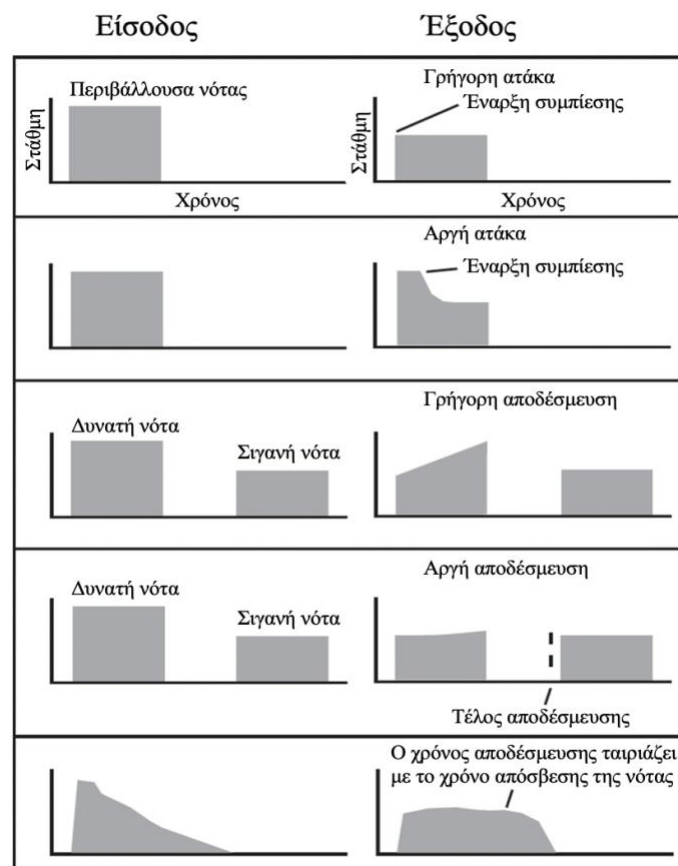 Είσοδος
Έξοδος
Περιβάλλουσα νότας
Στάθμη
Χρόνος
Γρήγορη ατάκα
Έναρξη συμπίεσης
Στάθμη
Χρόνος
Αργή ατάκα
Έναρξη συμπίεσης
Δυνατή νότα
Σιγανή νότα
Γρήγορη αποδέσμευση
Δυνατή νότα
Σιγανή νότα
Αργή αποδέσμευση
Τέλος αποδέσμευσης
Ο χρόνος αποδέσμευσης ταιριάζει
με το χρόνο απόσβεσης της νότας